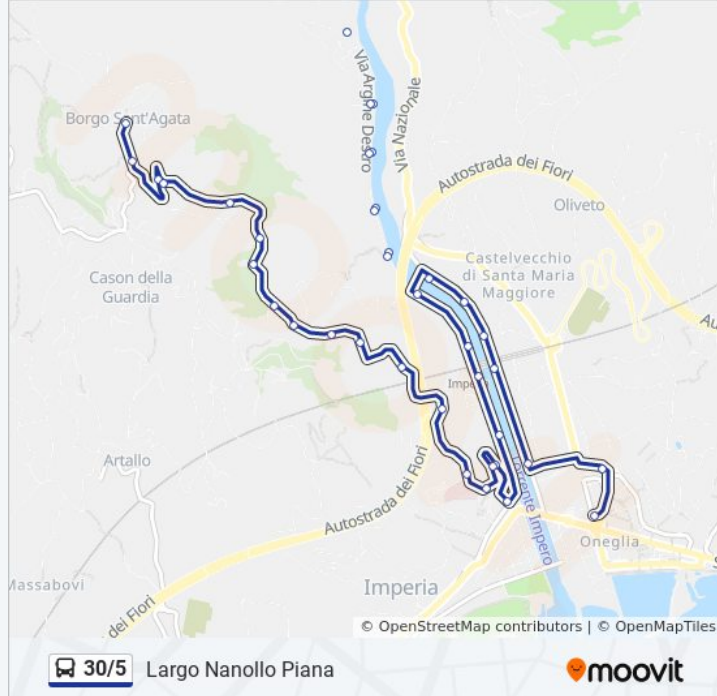 Borgo Sant'Agata
Via Argine Destro
Via Nazionale
Autostrada dei Fiori
Oliveto
Castelvecchio
di Santa Maria
Maggiore
Cason della
Guardia
Au
Imperia
Artallo
Autostrada dei Fiori
Torrente Impero
Oneglia
Massabovi
Imperia
dei Fiori
© OpenStreetMap contributors | © OpenMapTiles
30/5 Largo Nanollo Piana
moovit